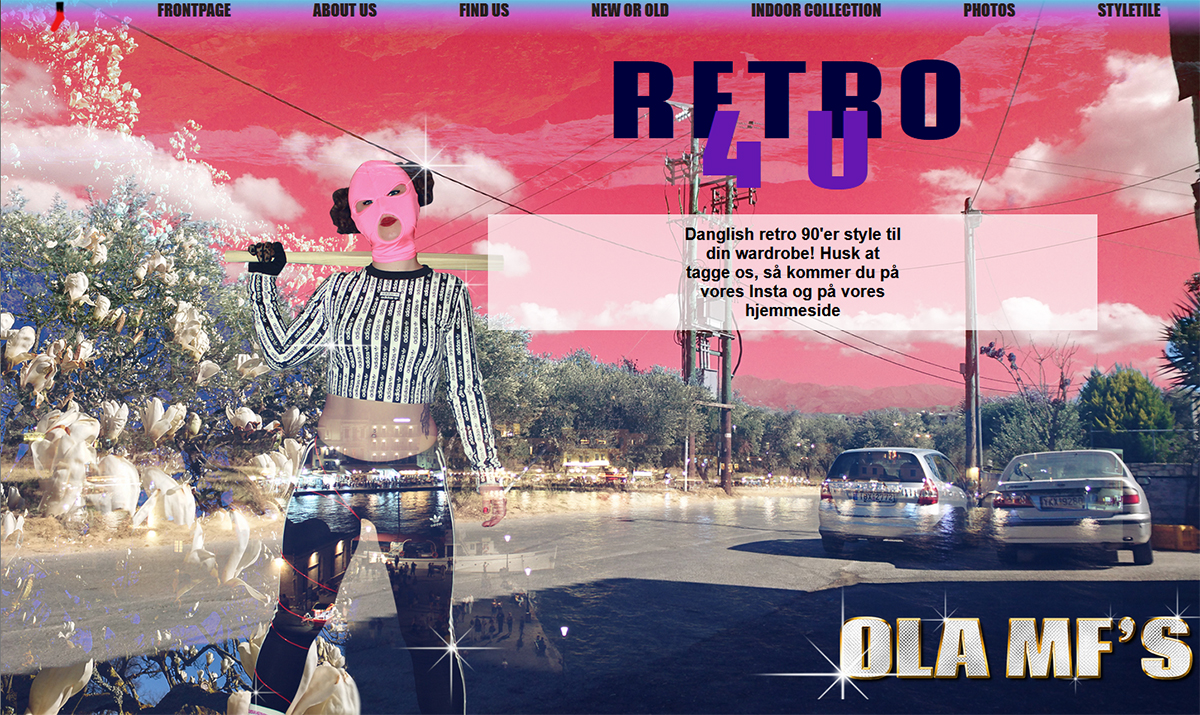 FRONTPAGE ABOUT US FIND US NEW OR OLD INDOOR COLLECTION PHOTOS STYLETILE
RETRO
4 U
Danglish retro 90'er style til
din wardrobe! Husk at
tagge os, så kommer du på
vores Insta og på vores
hjemmeside
OLA MF'S